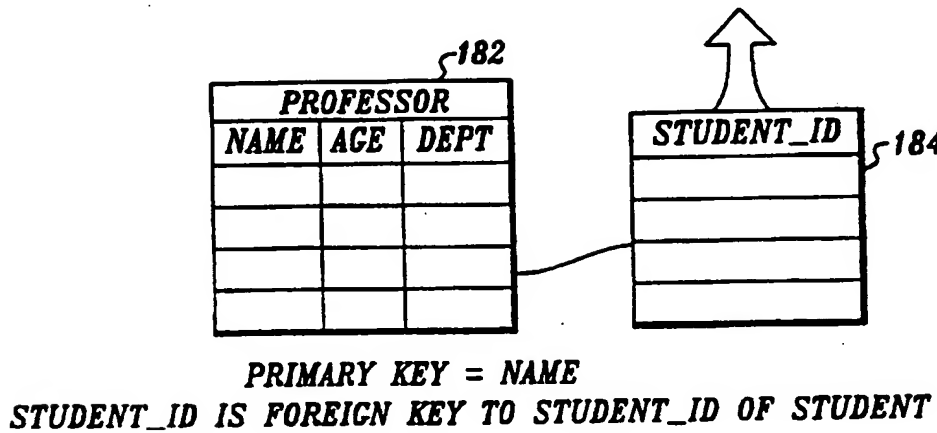 182
PROFESSOR
NAME AGE DEPT
STUDENT_ID
184
PRIMARY KEY = NAME
STUDENT_ID IS FOREIGN KEY TO STUDENT_ID OF STUDENT